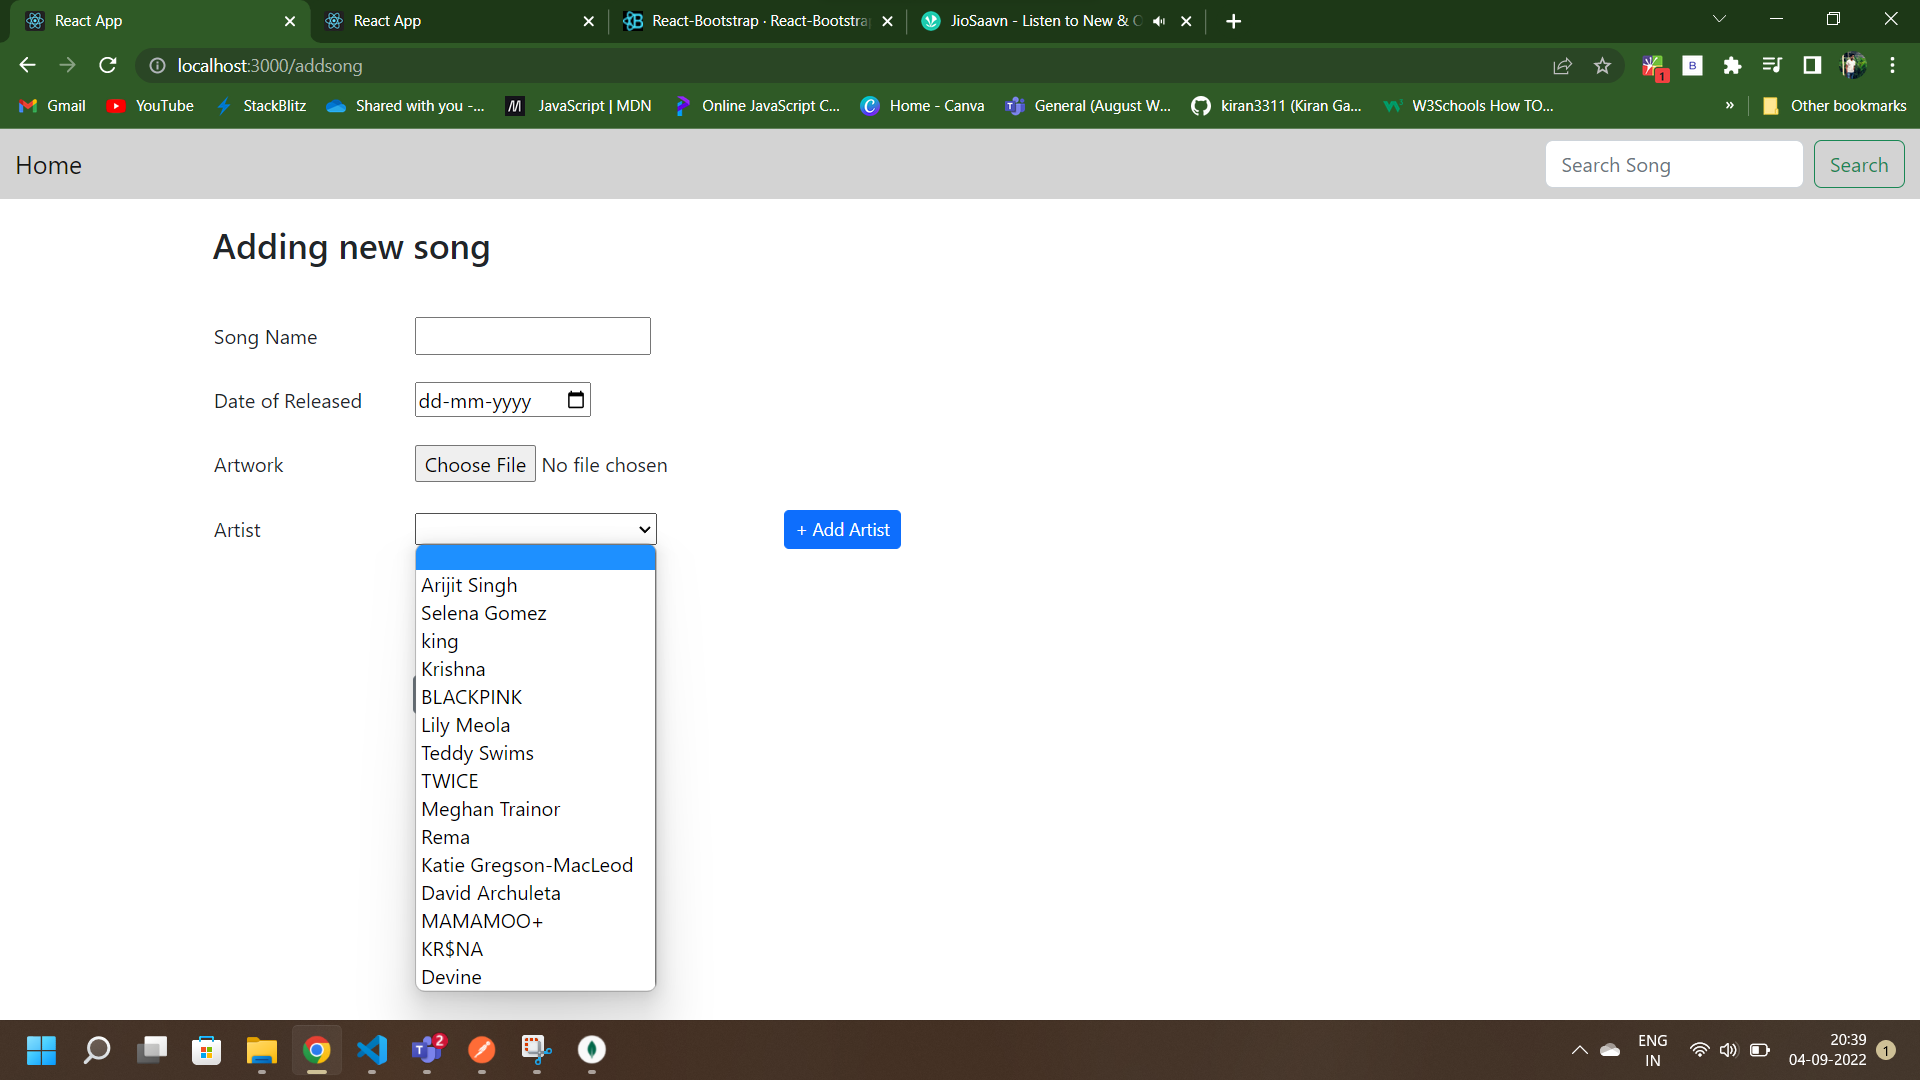 React App
React App
React-Bootstrap · React-Bootstra
JioSaavn - Listen to New &
localhost:3000/addsong
1
B
Gmail
YouTube
StackBlitz
Shared with you -...
JavaScript | MDN
Online JavaScript C...
Home - Canva
General (August W...
kiran3311 (Kiran Ga...
W3Schools How TO...
»
Other bookmarks
Home
Search Song
Search
Adding new song
Song Name
Date of Released
dd-mm-yyyy
Artwork
Choose File No file chosen
Artist
+ Add Artist
Arijit Singh
Selena Gomez
king
Krishna
BLACKPINK
Lily Meola
Teddy Swims
TWICE
Meghan Trainor
Rema
Katie Gregson-MacLeod
David Archuleta
MAMAMOO+
KR$NA
Devine
2
ENG
IN
20:39
04-09-2022
1